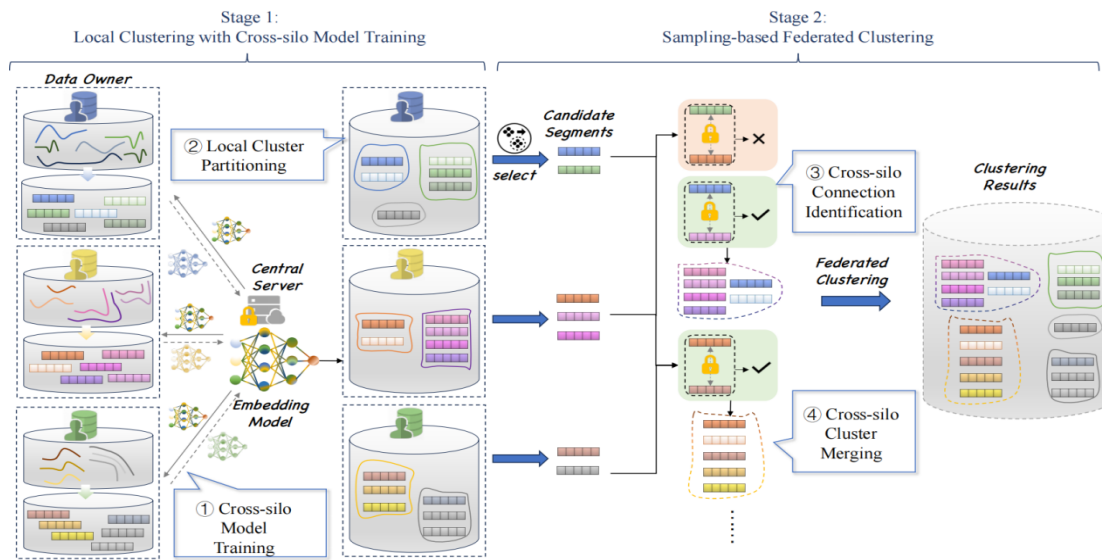 Stage 1:
Local Clustering with Cross-silo Model Training
Stage 2:
Sampling-based Federated Clustering
Data Owner
② Local Cluster
Partitioning
Central
Server
Embedding
Model
① Cross-silo
Model
Training
select
Candidate
Segments
③ Cross-silo
Connection
Identification
Federated
Clustering
④ Cross-silo
Cluster
Merging
Clustering
Results